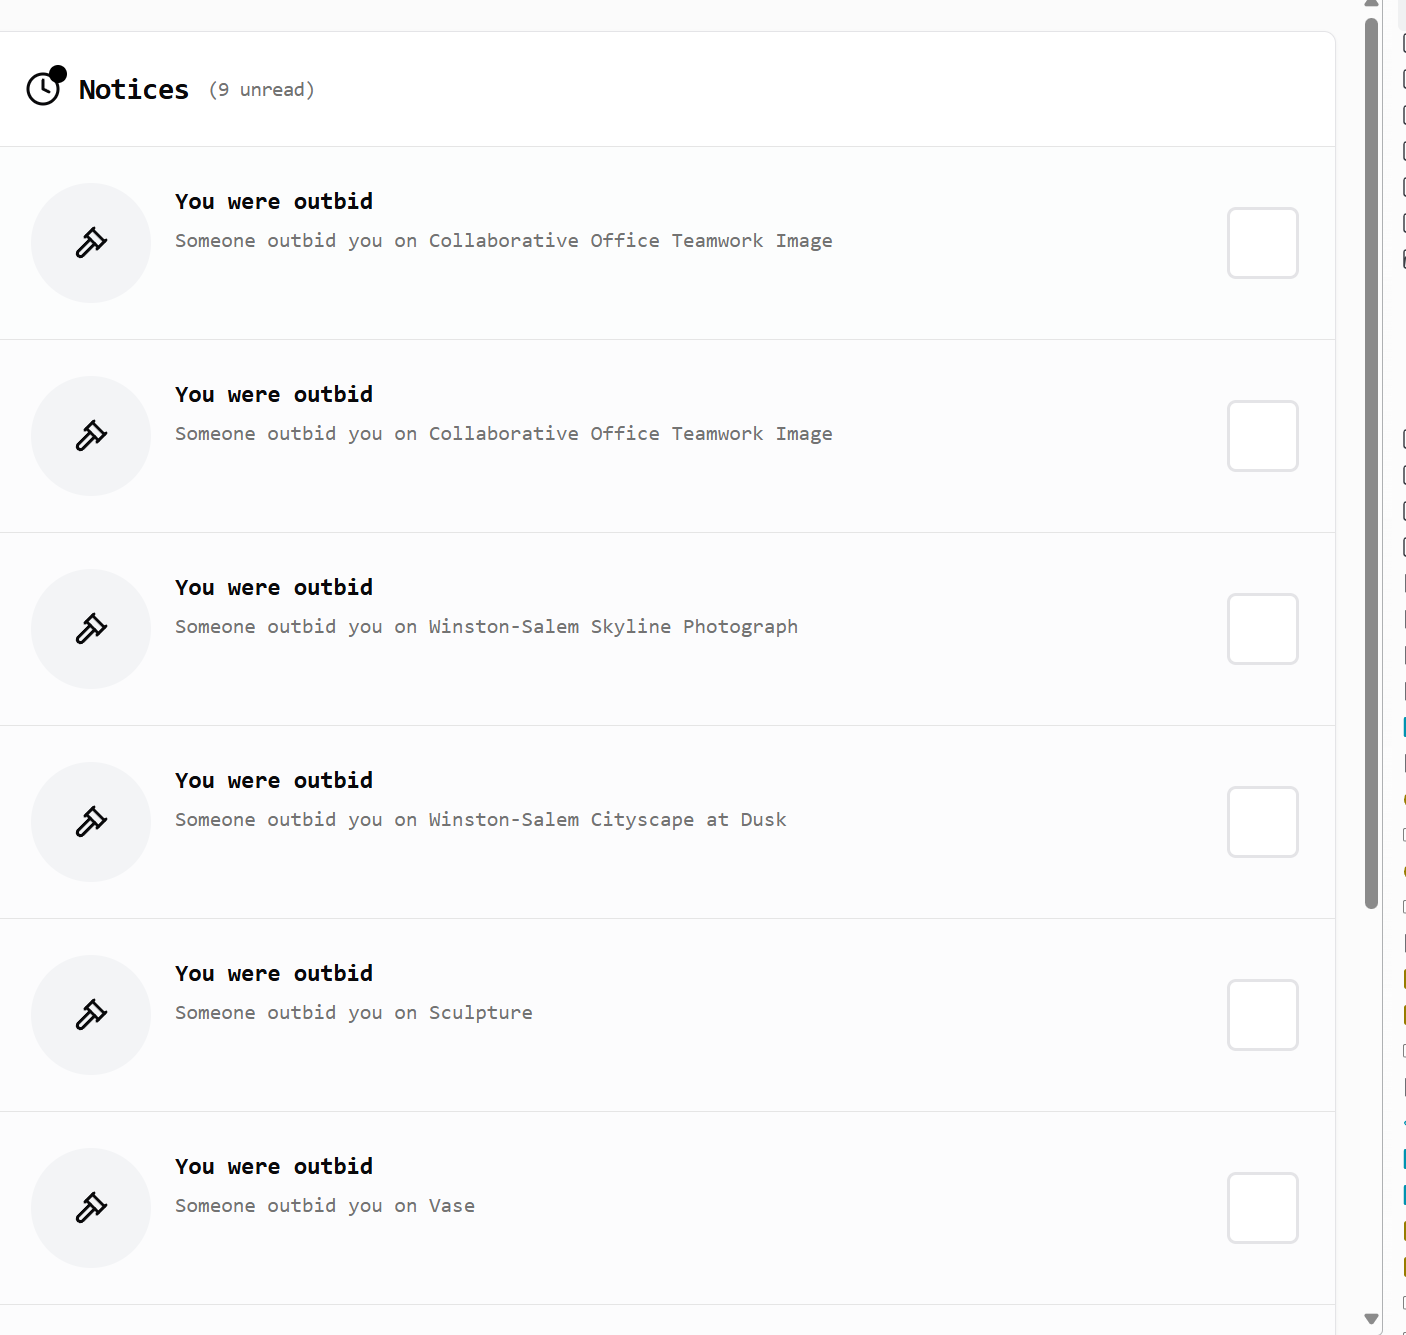 Notices (9 unread)
You were outbid
Someone outbid you on Collaborative Office Teamwork Image
You were outbid
Someone outbid you on Collaborative Office Teamwork Image
You were outbid
Someone outbid you on Winston-Salem Skyline Photograph
You were outbid
Someone outbid you on Winston-Salem Cityscape at Dusk
You were outbid
Someone outbid you on Sculpture
You were outbid
Someone outbid you on Vase